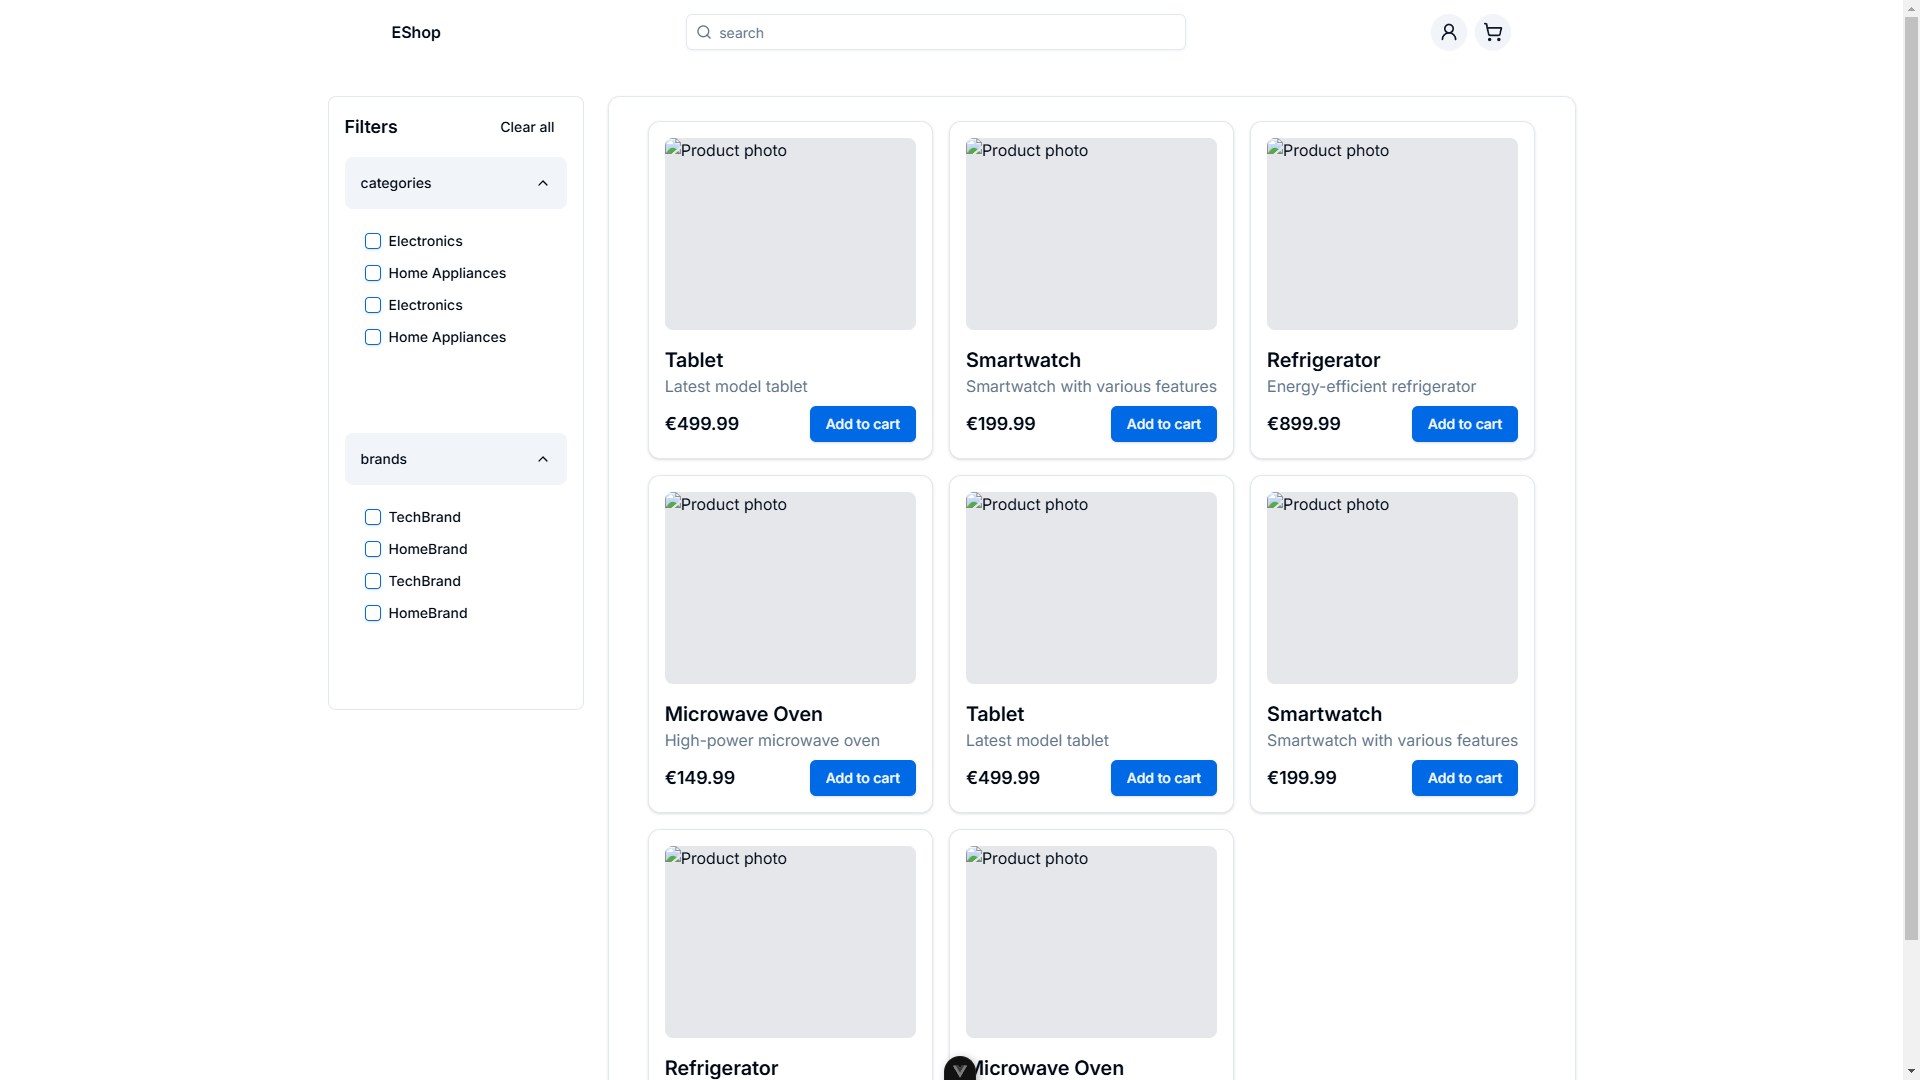 EShop
search
Filters
Clear all
categories
Electronics
Home Appliances
Electronics
Home Appliances
brands
TechBrand
HomeBrand
TechBrand
HomeBrand
Product photo
Tablet
Latest model tablet
€499.99
Add to cart
Product photo
Smartwatch
Smartwatch with various features
€199.99
Add to cart
Product photo
Refrigerator
Energy-efficient refrigerator
€899.99
Add to cart
Product photo
Microwave Oven
High-power microwave oven
€149.99
Add to cart
Product photo
Tablet
Latest model tablet
€499.99
Add to cart
Product photo
Smartwatch
Smartwatch with various features
€199.99
Add to cart
Product photo
Refrigerator
Product photo
Microwave Oven